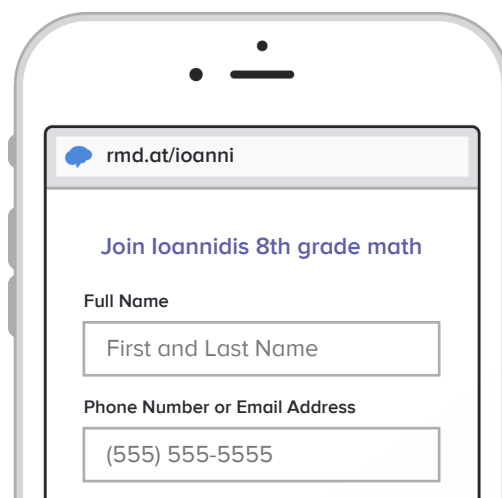 rmd.at/ioanni
Join Ioannidis 8th grade math
Full Name
First and Last Name
Phone Number or Email Address
(555) 555-5555